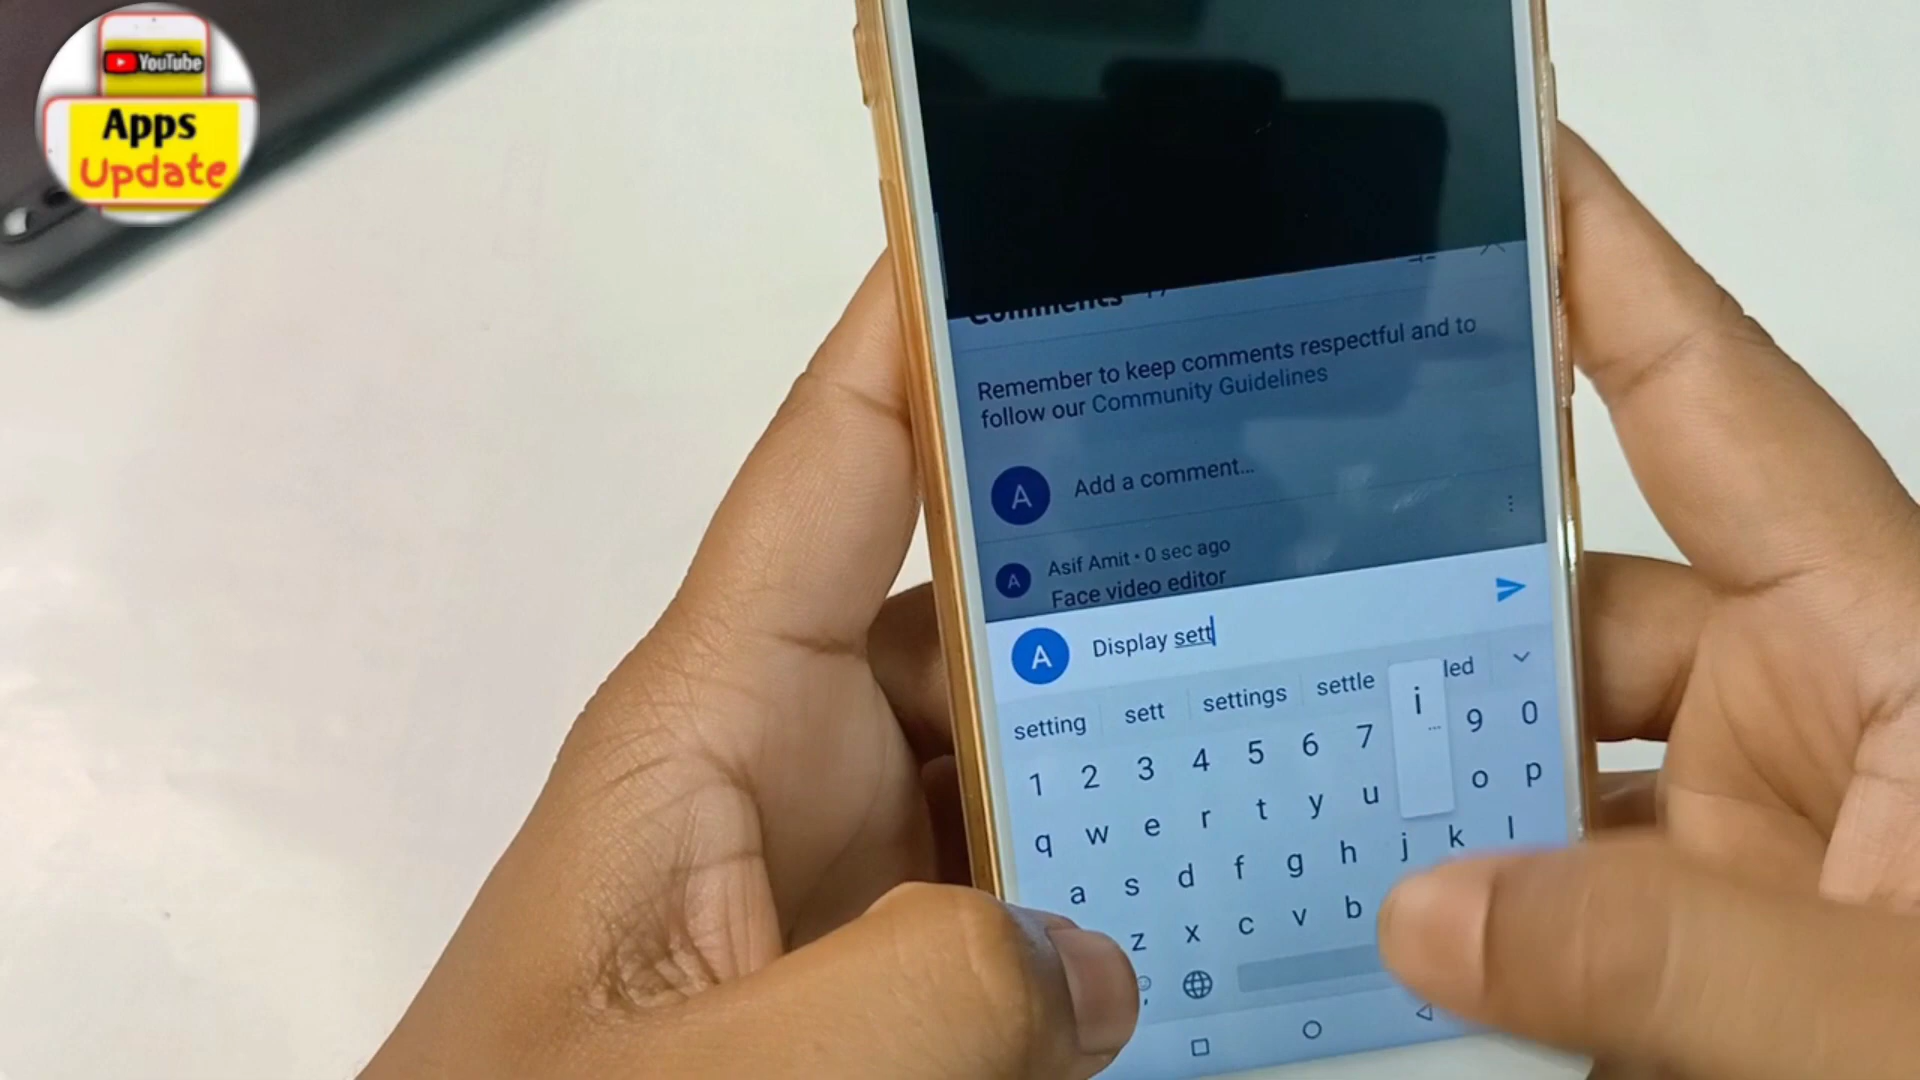 YouTube
Apps
Update
Comments
Remember to keep comments respectful and to
follow our Community Guidelines
A
Add a comment...
A
Asif Amit • 0 sec ago
Face video editor
A
Display sett
setting sett settings settle led
i
1 2 3 4 5 6 7 9 0
q w e r t y u o p
a s d f g h j k l
z x c v b
,